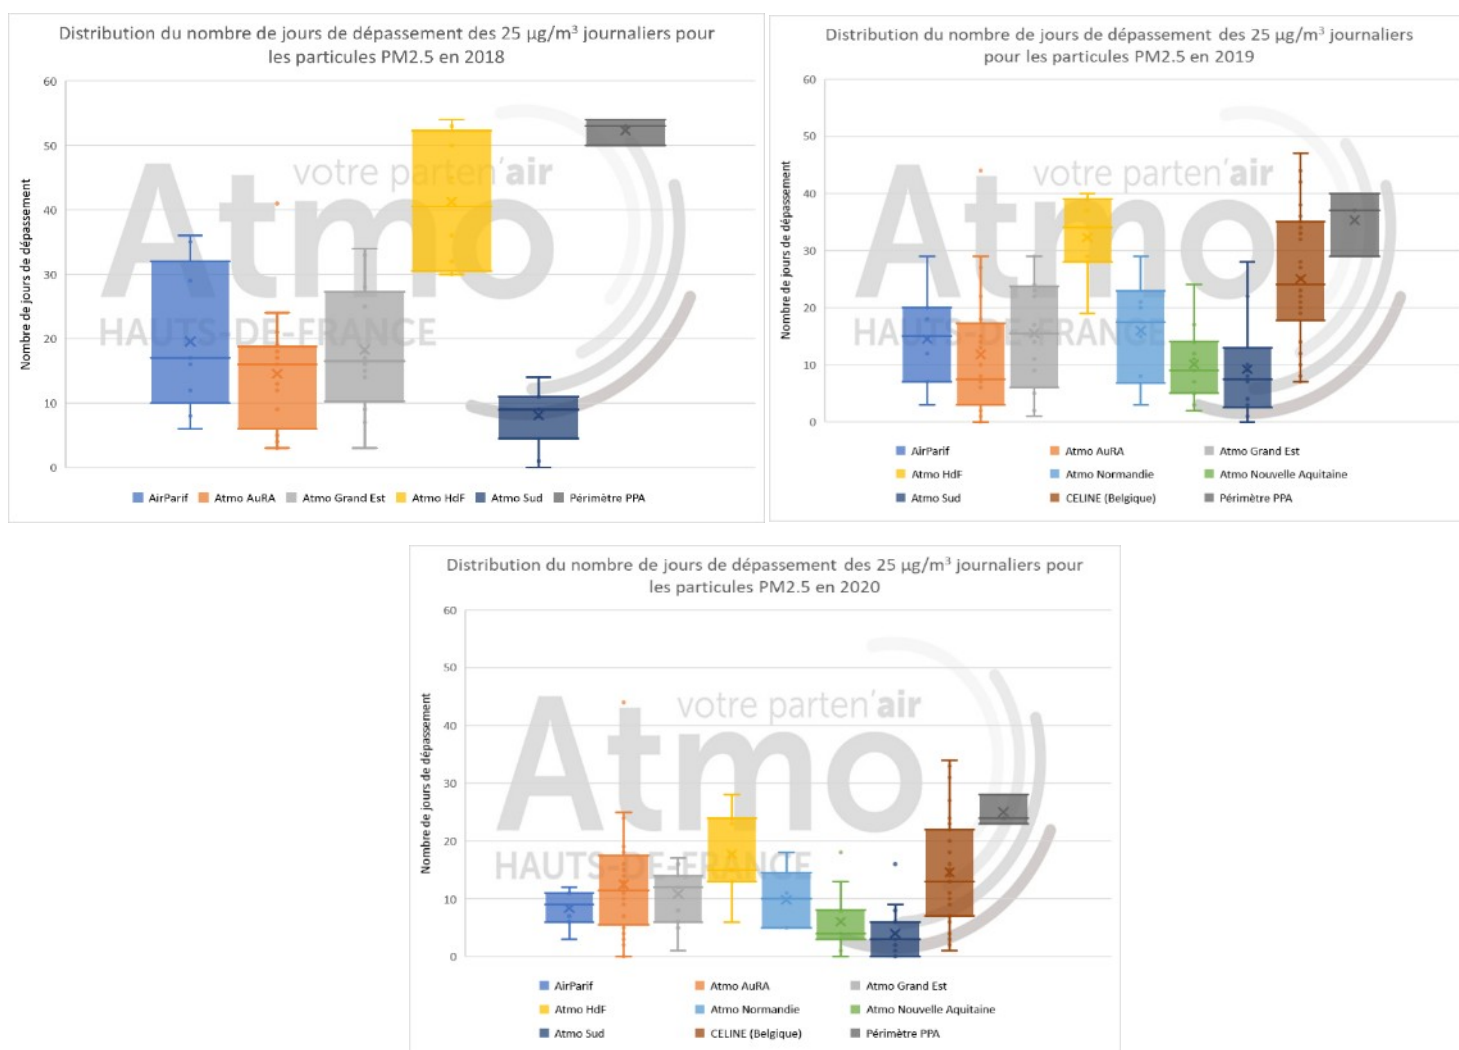 Distribution du nombre de jours de dépassement des 25 µg/m³ journaliers pour
les particules PM2.5 en 2018
Nombre de jours de dépassement
60
50
40
30
20
10
0
votre parten'air
Atmo
HAUTS-DE-FRANCE
AirParif
Atmo AuRA
Atmo Grand Est
Atmo HdF
Atmo Sud
Périmètre PPA
Distribution du nombre de jours de dépassement des 25 µg/m³ journaliers
pour les particules PM2.5 en 2019
Nombre de jours de dépassement
60
50
40
30
20
10
0
votre parten'air
Atmo
HAUTS-DE-FRANCE
AirParif
Atmo AuRA
Atmo Grand Est
Atmo HdF
Atmo Normandie
Atmo Nouvelle Aquitaine
Atmo Sud
CELINE (Belgique)
Périmètre PPA
Distribution du nombre de jours de dépassement des 25 µg/m³ journaliers pour
les particules PM2.5 en 2020
Nombre de jours de dépassement
60
50
40
30
20
10
0
votre parten'air
Atmo
HAUTS-DE-FRANCE
AirParif
Atmo AuRA
Atmo Grand Est
Atmo HdF
Atmo Normandie
Atmo Nouvelle Aquitaine
Atmo Sud
CELINE (Belgique)
Périmètre PPA